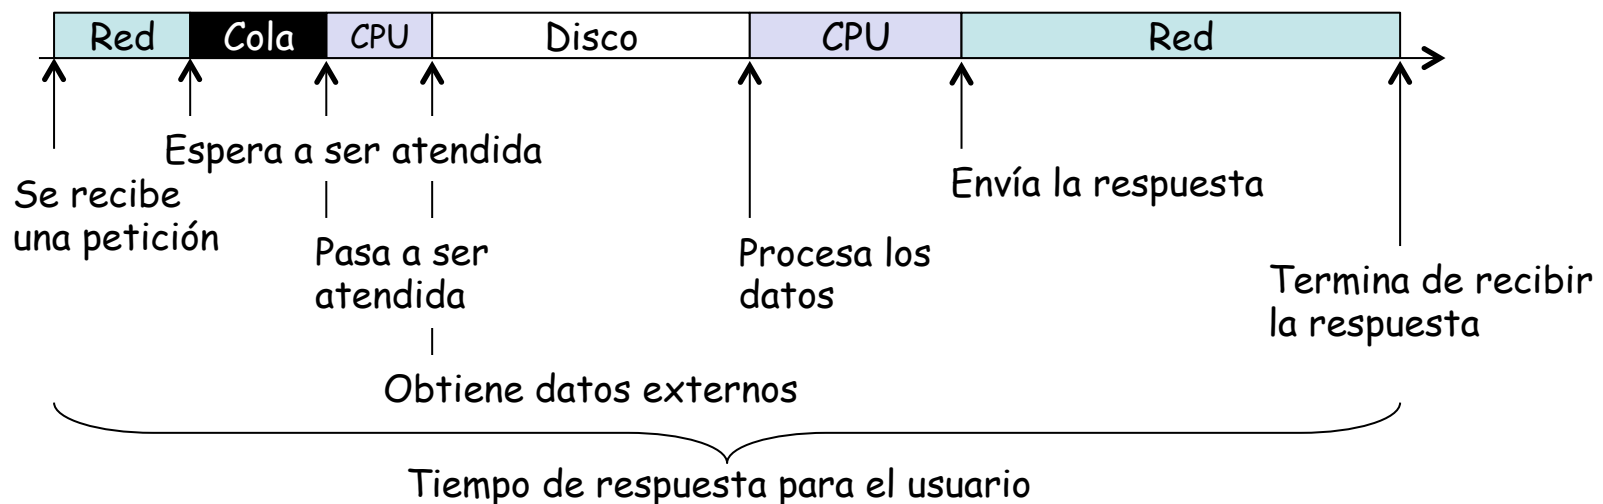 Red Cola CPU Disco CPU Red
Espera a ser atendida
Se recibe
una petición
Envía la respuesta
Pasa a ser
atendida
Procesa los
datos
Termina de recibir
la respuesta
Obtiene datos externos
Tiempo de respuesta para el usuario